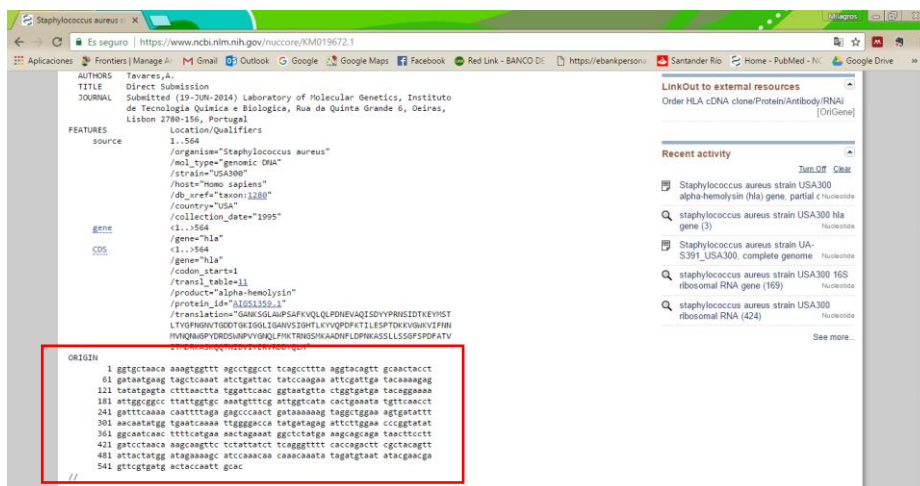 Staphylococcus aureus s
Milagros
Es seguro | https://www.ncbi.nlm.nih.gov/nuccore/KM019672.1
Aplicaciones Frontiers | Manage Ar Gmail Outlook Google Google Maps Facebook Red Link - BANCO DE https://ebankpersona Santander Rio Home - PubMed - NC Google Drive »
AUTHORS Tavares,A.
TITLE Direct Submission
JOURNAL Submitted (19-JUN-2014) Laboratory of Molecular Genetics, Instituto
de Tecnologia Quimica e Biologica, Rua da Quinta Grande 6, Oeiras,
Lisbon 2780-156, Portugal
FEATURES Location/Qualifiers
source 1..564
/organism="Staphylococcus aureus"
/mol_type="genomic DNA"
/strain="USA300"
/host="Homo sapiens"
/db_xref="taxon:1280"
/country="USA"
/collection_date="1995"
gene <1..>564
/gene="hla"
CDS <1..>564
/gene="hla"
/codon_start=1
/transl_table=11
/product="alpha-hemolysin"
/protein_id="AIG51359.1"
/translation="GANKSGLAWPSAFKVQLQLPDNEVAQISDYYPRNSIDTKEYMST
LTYGFNGNVTGDDTGKIGGLIGANVSIGHTLKYVQPDFKTILESPTDKKVGWKVIFNN
MVNQNWGPYDRDSWNPVYGNQLFMKTRNGSMKAADNFLDPNKASSLLSSGFSPDFATV
ITMDRKASKQQTNIDVIYERVRDDYQLH"
ORIGIN
1 ggtgctaaca aaagtggttt agcctggcct tcagccttta aggtacagtt gcaactacct
61 gataatgaag tagctcaaat atctgattac tatccaagaa attcgattga tacaaaagag
121 tatatgagta ctttaactta tggattcaac ggtaatgtta ctggtgatga tacaggaaaa
181 attggcggcc ttattggtgc aaatgtttcg attggtcata cactgaaata tgttcaacct
241 gatttcaaaa caattttaga gagcccaact gataaaaaag taggctggaa agtgatattt
301 aacaatatgg tgaatcaaaa ttggggacca tatgatagag attcttggaa cccggtatat
361 ggcaatcaac ttttcatgaa aactagaaat ggctctatga aagcagcaga taacttcctt
421 gatcctaaca aagcaagttc tctattatct tcagggtttt caccagactt cgctacagtt
481 attactatgg atagaaaagc atccaaacaa caaacaaata tagatgtaat atacgaacga
541 gttcgtgatg actaccaatt gcac
//
LinkOut to external resources
Order HLA cDNA clone/Protein/Antibody/RNAi
[OriGene]
Recent activity
Turn Off Clear
Staphylococcus aureus strain USA300
alpha-hemolysin (hla) gene, partial c Nucleotide
staphylococcus aureus strain USA300 hla
gene (3) Nucleotide
Staphylococcus aureus strain UA-
S391_USA300, complete genome Nucleotide
staphylococcus aureus strain USA300 16S
ribosomal RNA gene (169) Nucleotide
staphylococcus aureus strain USA300
ribosomal RNA (424) Nucleotide
See more...